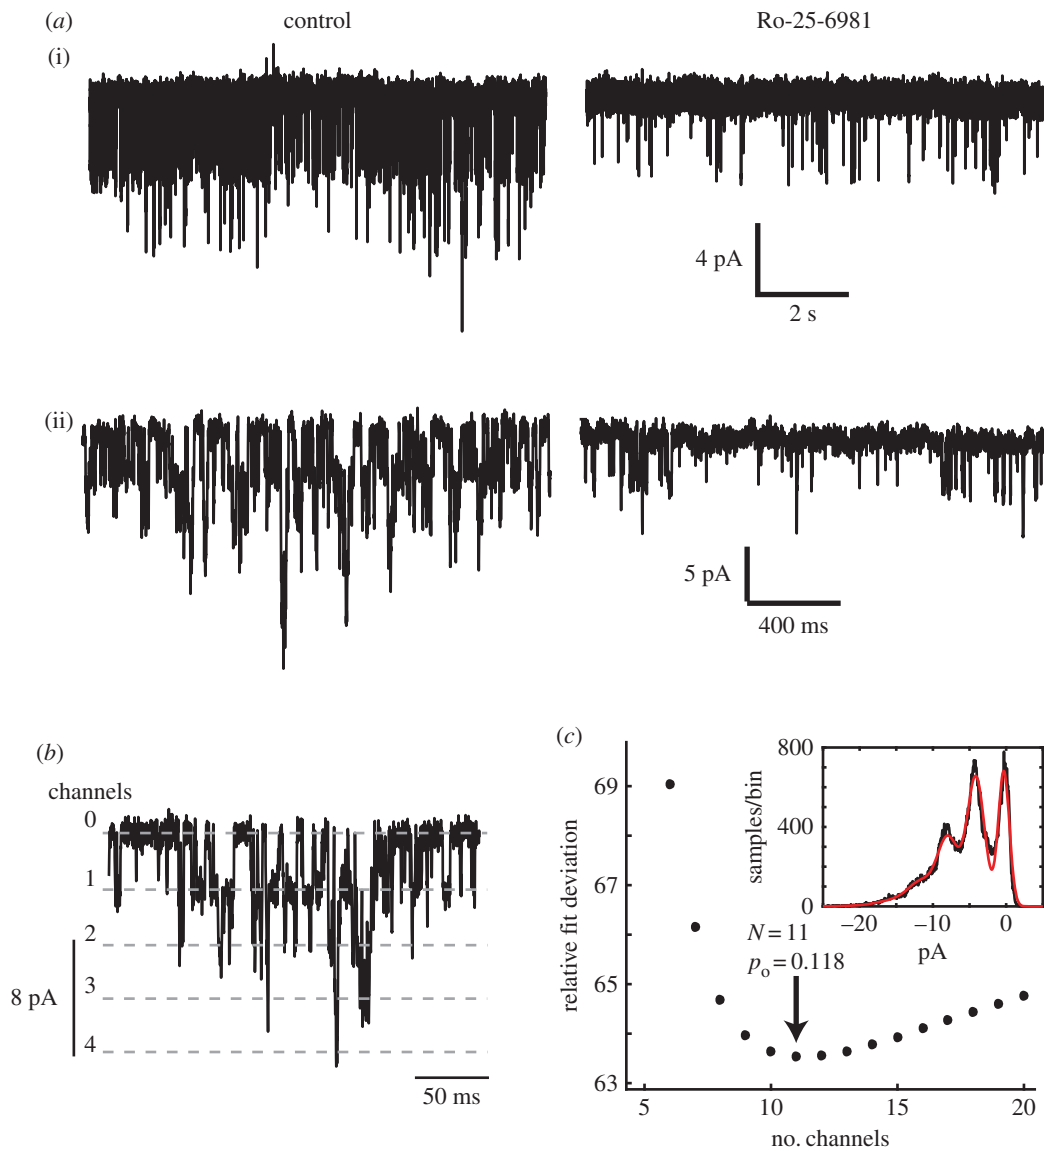 (a)
control
Ro-25-6981
(i)
4 pA
2 s
(ii)
5 pA
400 ms
(b)
channels
0
1
2
3
4
8 pA
50 ms
(c)
relative fit deviation
69
67
65
63
5
10
15
20
no. channels
N = 11
pₒ = 0.118
samples/bin
800
400
0
−20
−10
0
pA